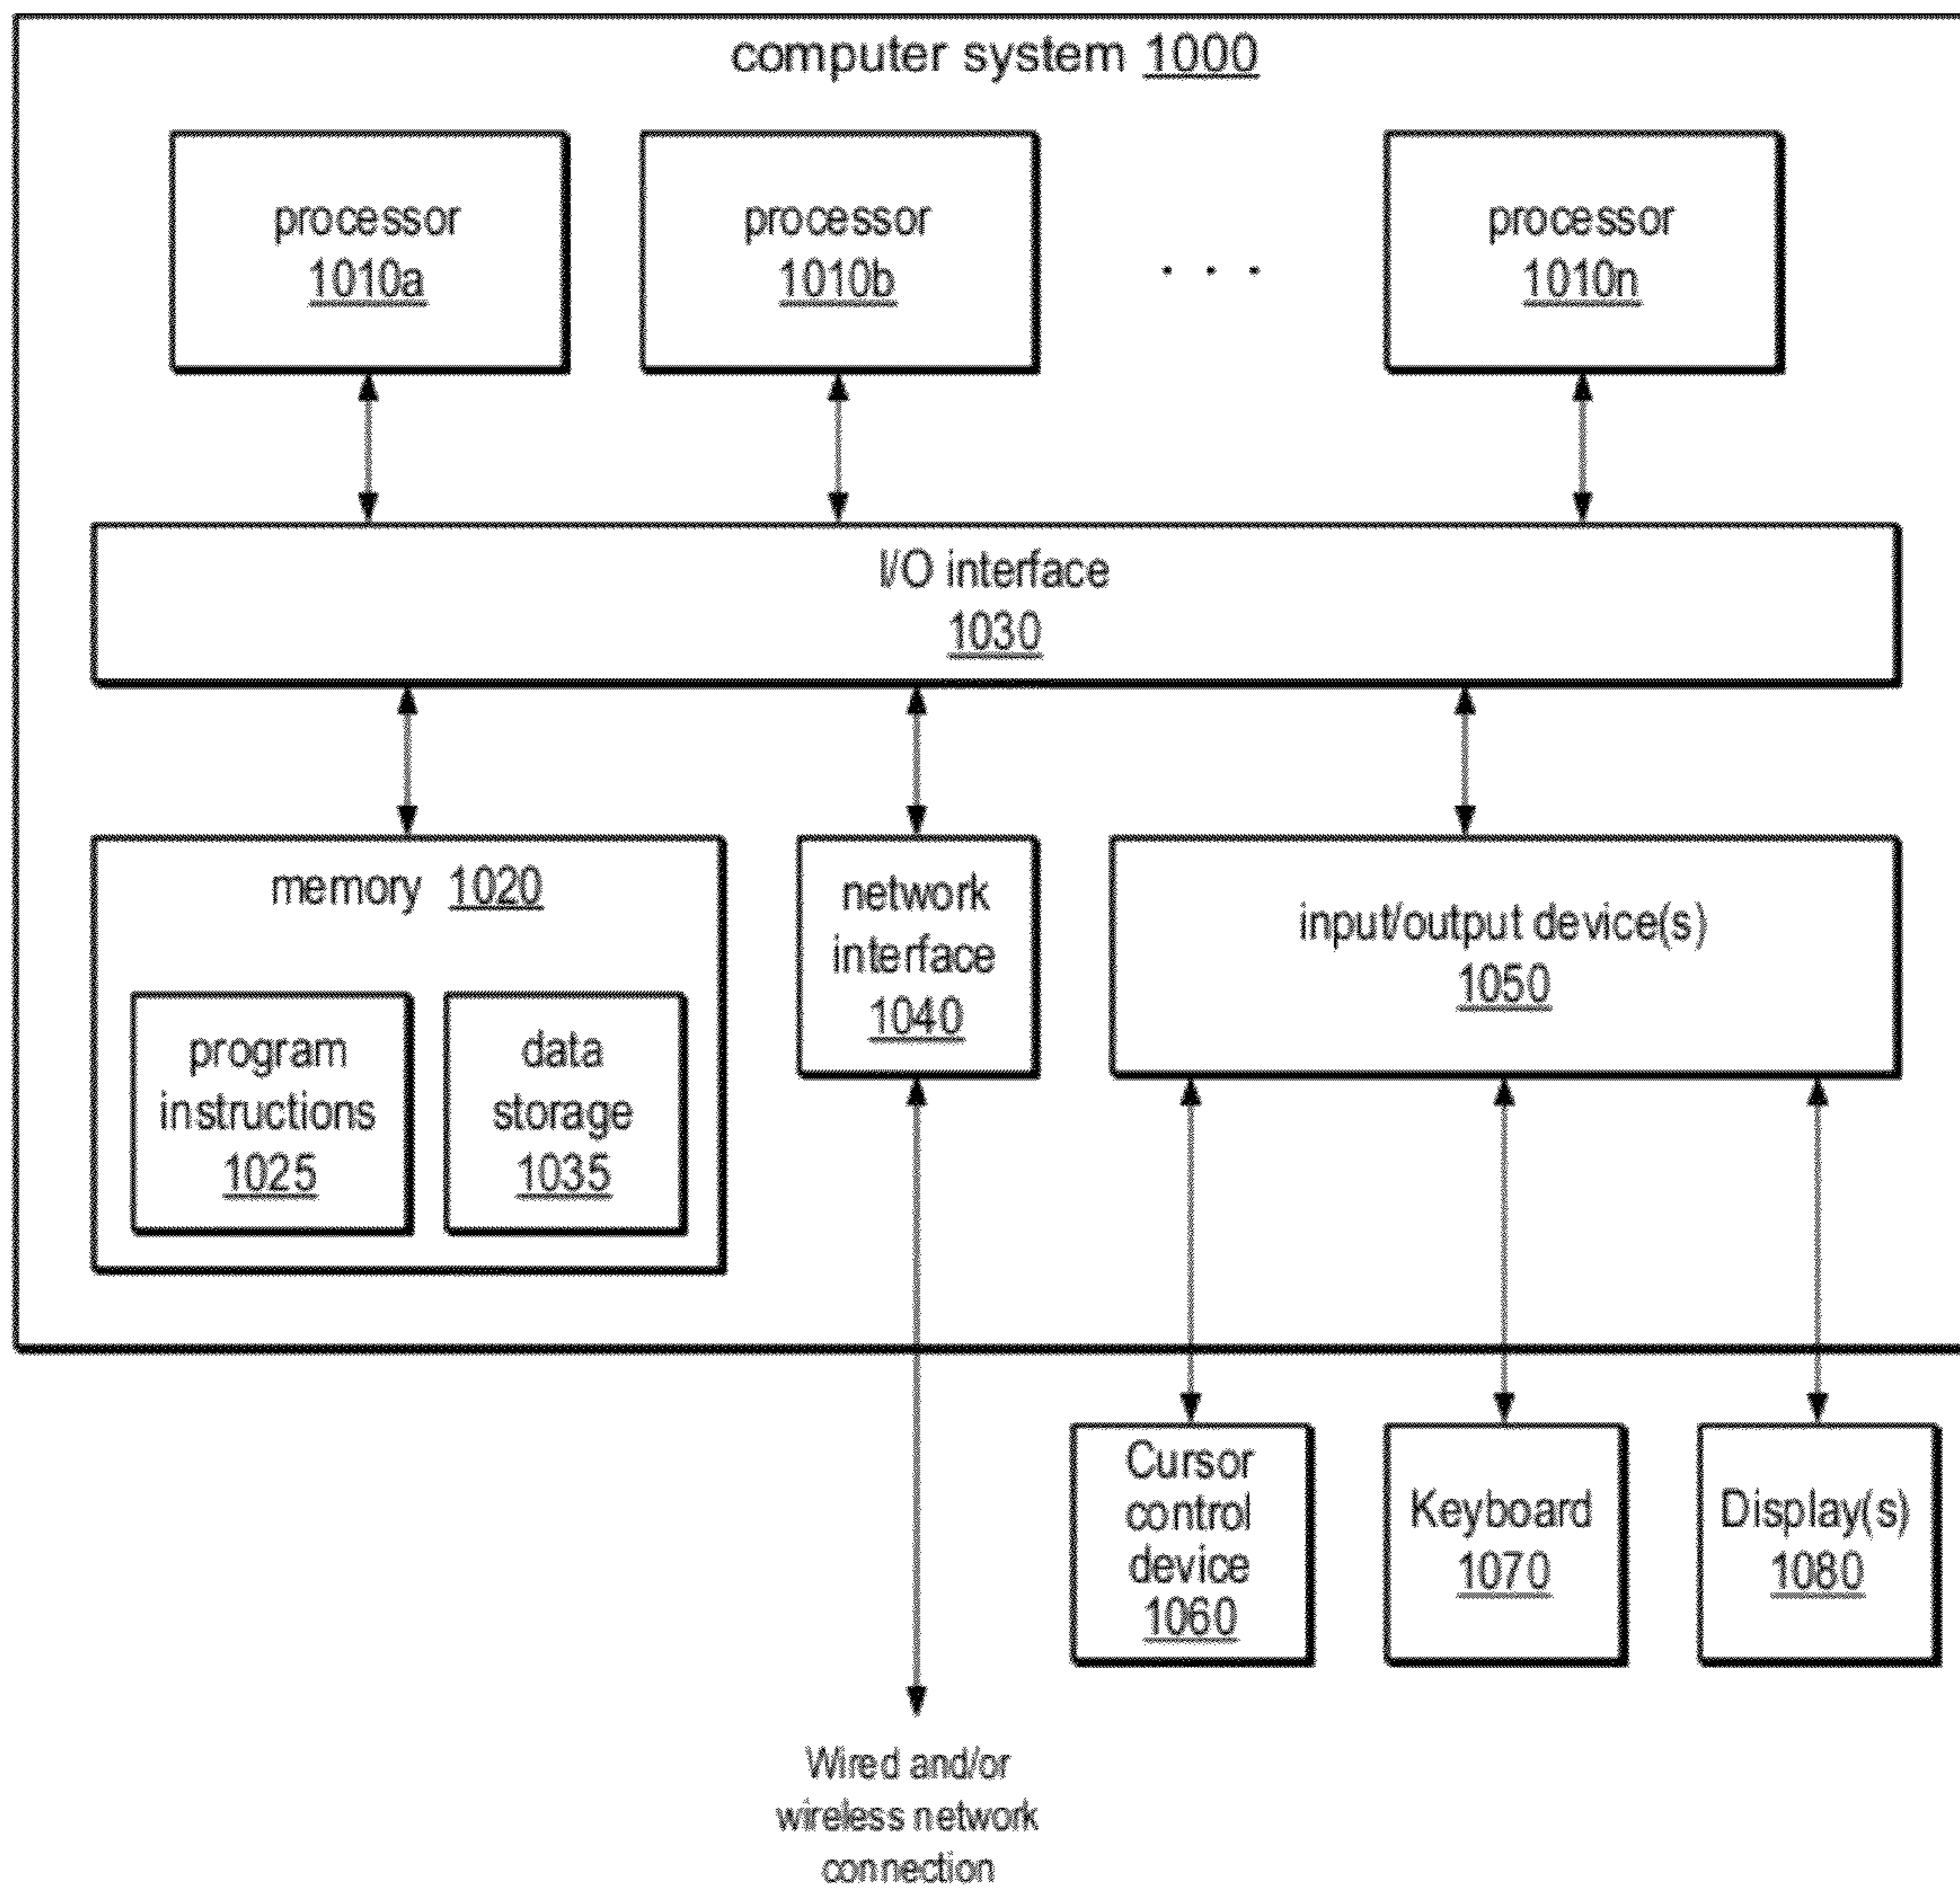 computer system 1000
processor
1010a
processor
1010b
. . .
processor
1010n
I/O interface
1030
memory 1020
program
instructions
1025
data
storage
1035
network
interface
1040
input/output device(s)
1050
Cursor
control
device
1060
Keyboard
1070
Display(s)
1080
Wired and/or
wireless network
connection